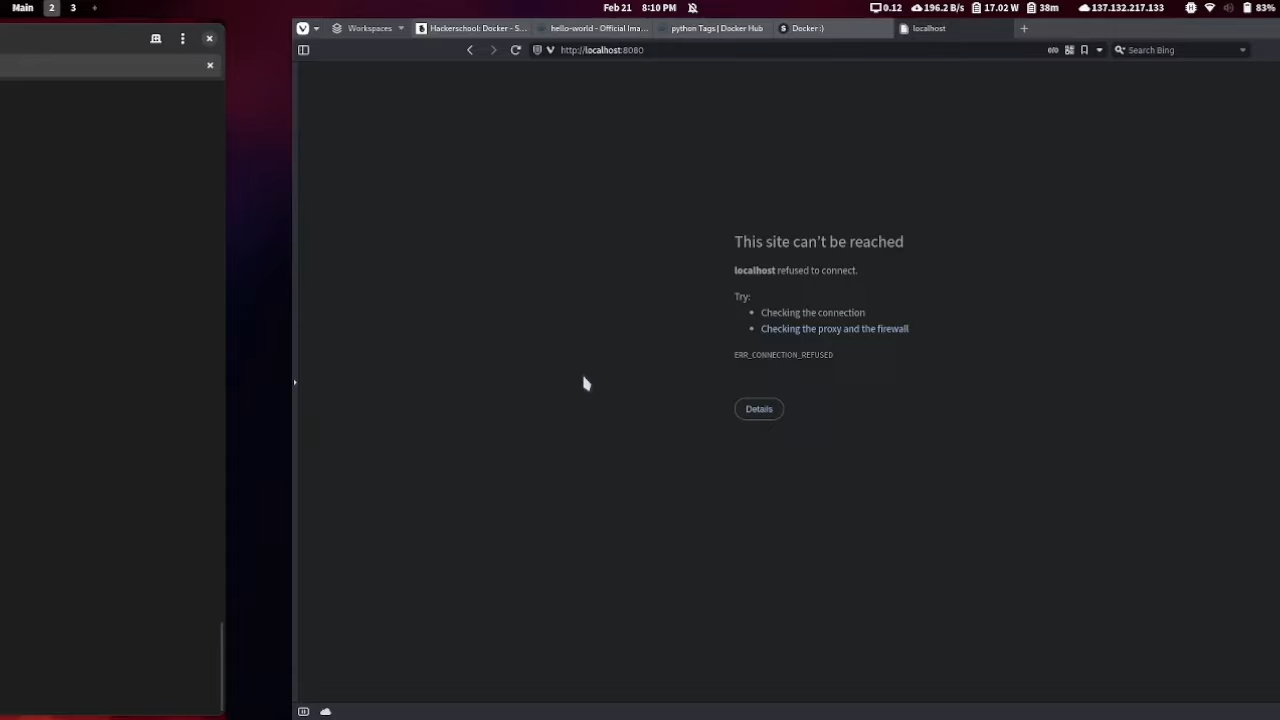 Main 2 3 +
Feb 21 8:10 PM
0.12 196.2 B/s 17.02 W 38m 137.132.217.133 83%
Workspaces
Hackerschool: Docker - S...
hello-world - Official Ima...
python Tags | Docker Hub
Docker :)
localhost
http://localhost:8080
Search Bing
This site can't be reached
localhost refused to connect.
Try:
• Checking the connection
• Checking the proxy and the firewall
ERR_CONNECTION_REFUSED
Details